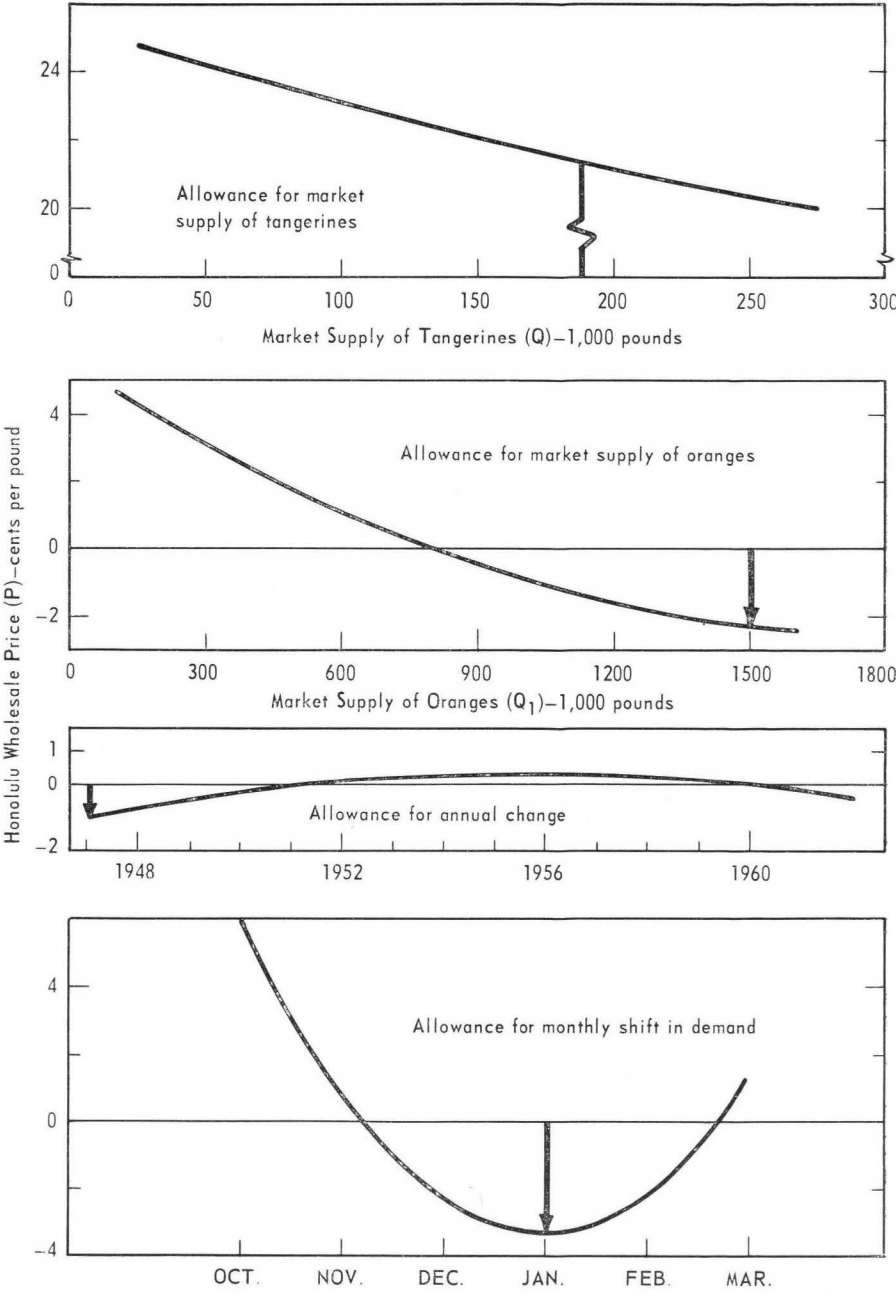 Honolulu Wholesale Price (P)–cents per pound
24
20
0
Allowance for market
supply of tangerines
0 50 100 150 200 250 300
Market Supply of Tangerines (Q)–1,000 pounds
4
0
-2
Allowance for market supply of oranges
0 300 600 900 1200 1500 1800
Market Supply of Oranges (Q₁)–1,000 pounds
1
0
-2
Allowance for annual change
1948 1952 1956 1960
4
0
-4
Allowance for monthly shift in demand
OCT. NOV. DEC. JAN. FEB. MAR.